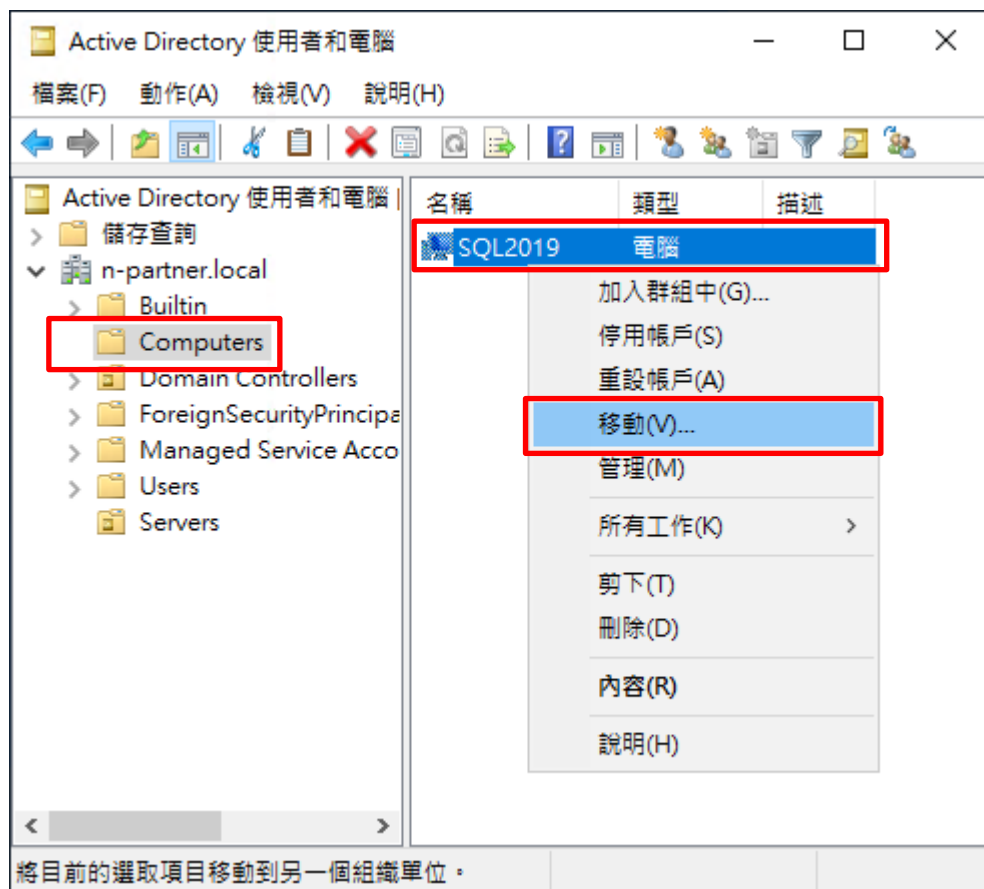 Active Directory 使用者和電腦
檔案(F) 動作(A) 檢視(V) 說明(H)
Active Directory 使用者和電腦
儲存查詢
n-partner.local
Builtin
Computers
Domain Controllers
ForeignSecurityPrincipa
Managed Service Acco
Users
Servers
名稱 類型 描述
SQL2019 電腦
加入群組中(G)...
停用帳戶(S)
重設帳戶(A)
移動(V)...
管理(M)
所有工作(K)
剪下(T)
刪除(D)
內容(R)
說明(H)
將目前的選取項目移動到另一個組織單位。